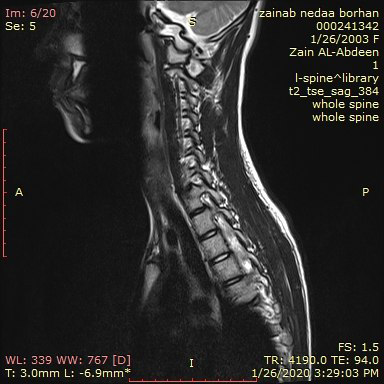 Im: 6/20
Se: 5
S
zainab nedaa borhan
000241342
1/26/2003 F
Zain AL-Abdeen
1
l-spine^library
t2_tse_sag_384
whole spine
whole spine
A
P
I
WL: 339 WW: 767 [D]
T: 3.0mm L: -6.9mm*
FS: 1.5
TR: 4190.0 TE: 94.0
1/26/2020 3:29:03 PM